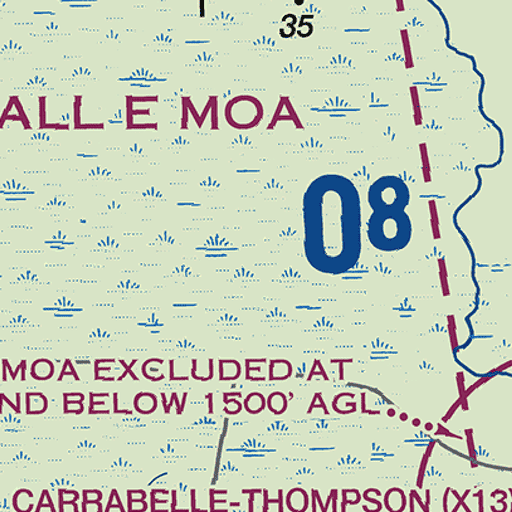 35
ALL E MOA
08
MOA EXCLUDED AT
ND BELOW 1500' AGL
CARRABELLE-THOMPSON (X13)